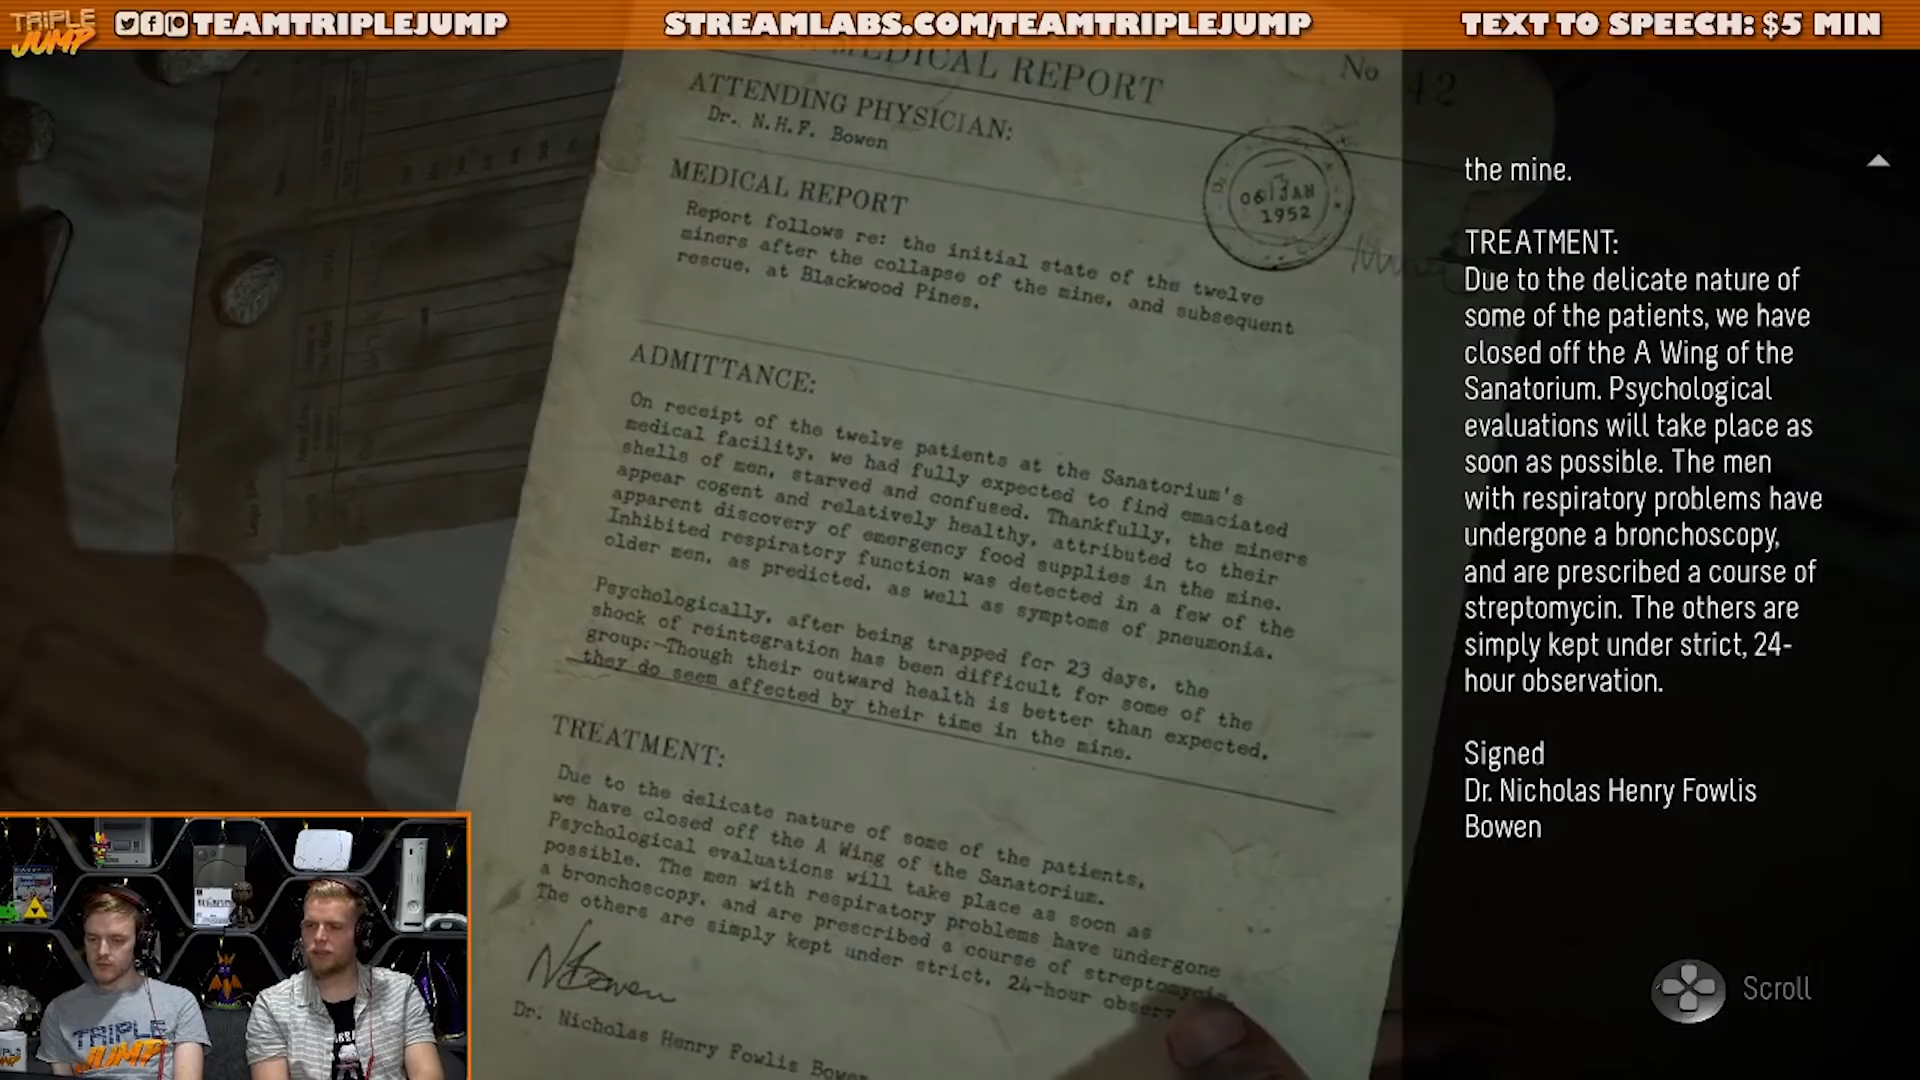 TRiPLE JUMP
TEAMTRIPLEJUMP
STREAMLABS.COM/TEAMTRIPLEJUMP
TEXT TO SPEECH: $5 MIN
MEDICAL REPORT
No 42
ATTENDING PHYSICIAN:
Dr. N.H.F. Bowen
06 JAN
1952
MEDICAL REPORT
Report follows re: the initial state of the twelve
miners after the collapse of the mine, and subsequent
rescue, at Blackwood Pines.
ADMITTANCE:
On receipt of the twelve patients at the Sanatorium's
medical facility, we had fully expected to find emaciated
shells of men, starved and confused. Thankfully, the miners
appear cogent and relatively healthy, attributed to their
apparent discovery of emergency food supplies in the mine.
Inhibited respiratory function was detected in a few of the
older men, as predicted, as well as symptoms of pneumonia.
Psychologically, after being trapped for 23 days, the
shock of reintegration has been difficult for some of the
group: Though their outward health is better than expected.
they do seem affected by their time in the mine.
TREATMENT:
Due to the delicate nature of some of the patients,
we have closed off the A Wing of the Sanatorium.
Psychological evaluations will take place as soon as
possible. The men with respiratory problems have undergone
a bronchoscopy, and are prescribed a course of streptomycin.
The others are simply kept under strict, 24-hour observ
NBowen
Dr. Nicholas Henry Fowlis Bowen
the mine.
TREATMENT:
Due to the delicate nature of
some of the patients, we have
closed off the A Wing of the
Sanatorium. Psychological
evaluations will take place as
soon as possible. The men
with respiratory problems have
undergone a bronchoscopy,
and are prescribed a course of
streptomycin. The others are
simply kept under strict, 24-
hour observation.
Signed
Dr. Nicholas Henry Fowlis
Bowen
Scroll
TRIPLE
JUMP